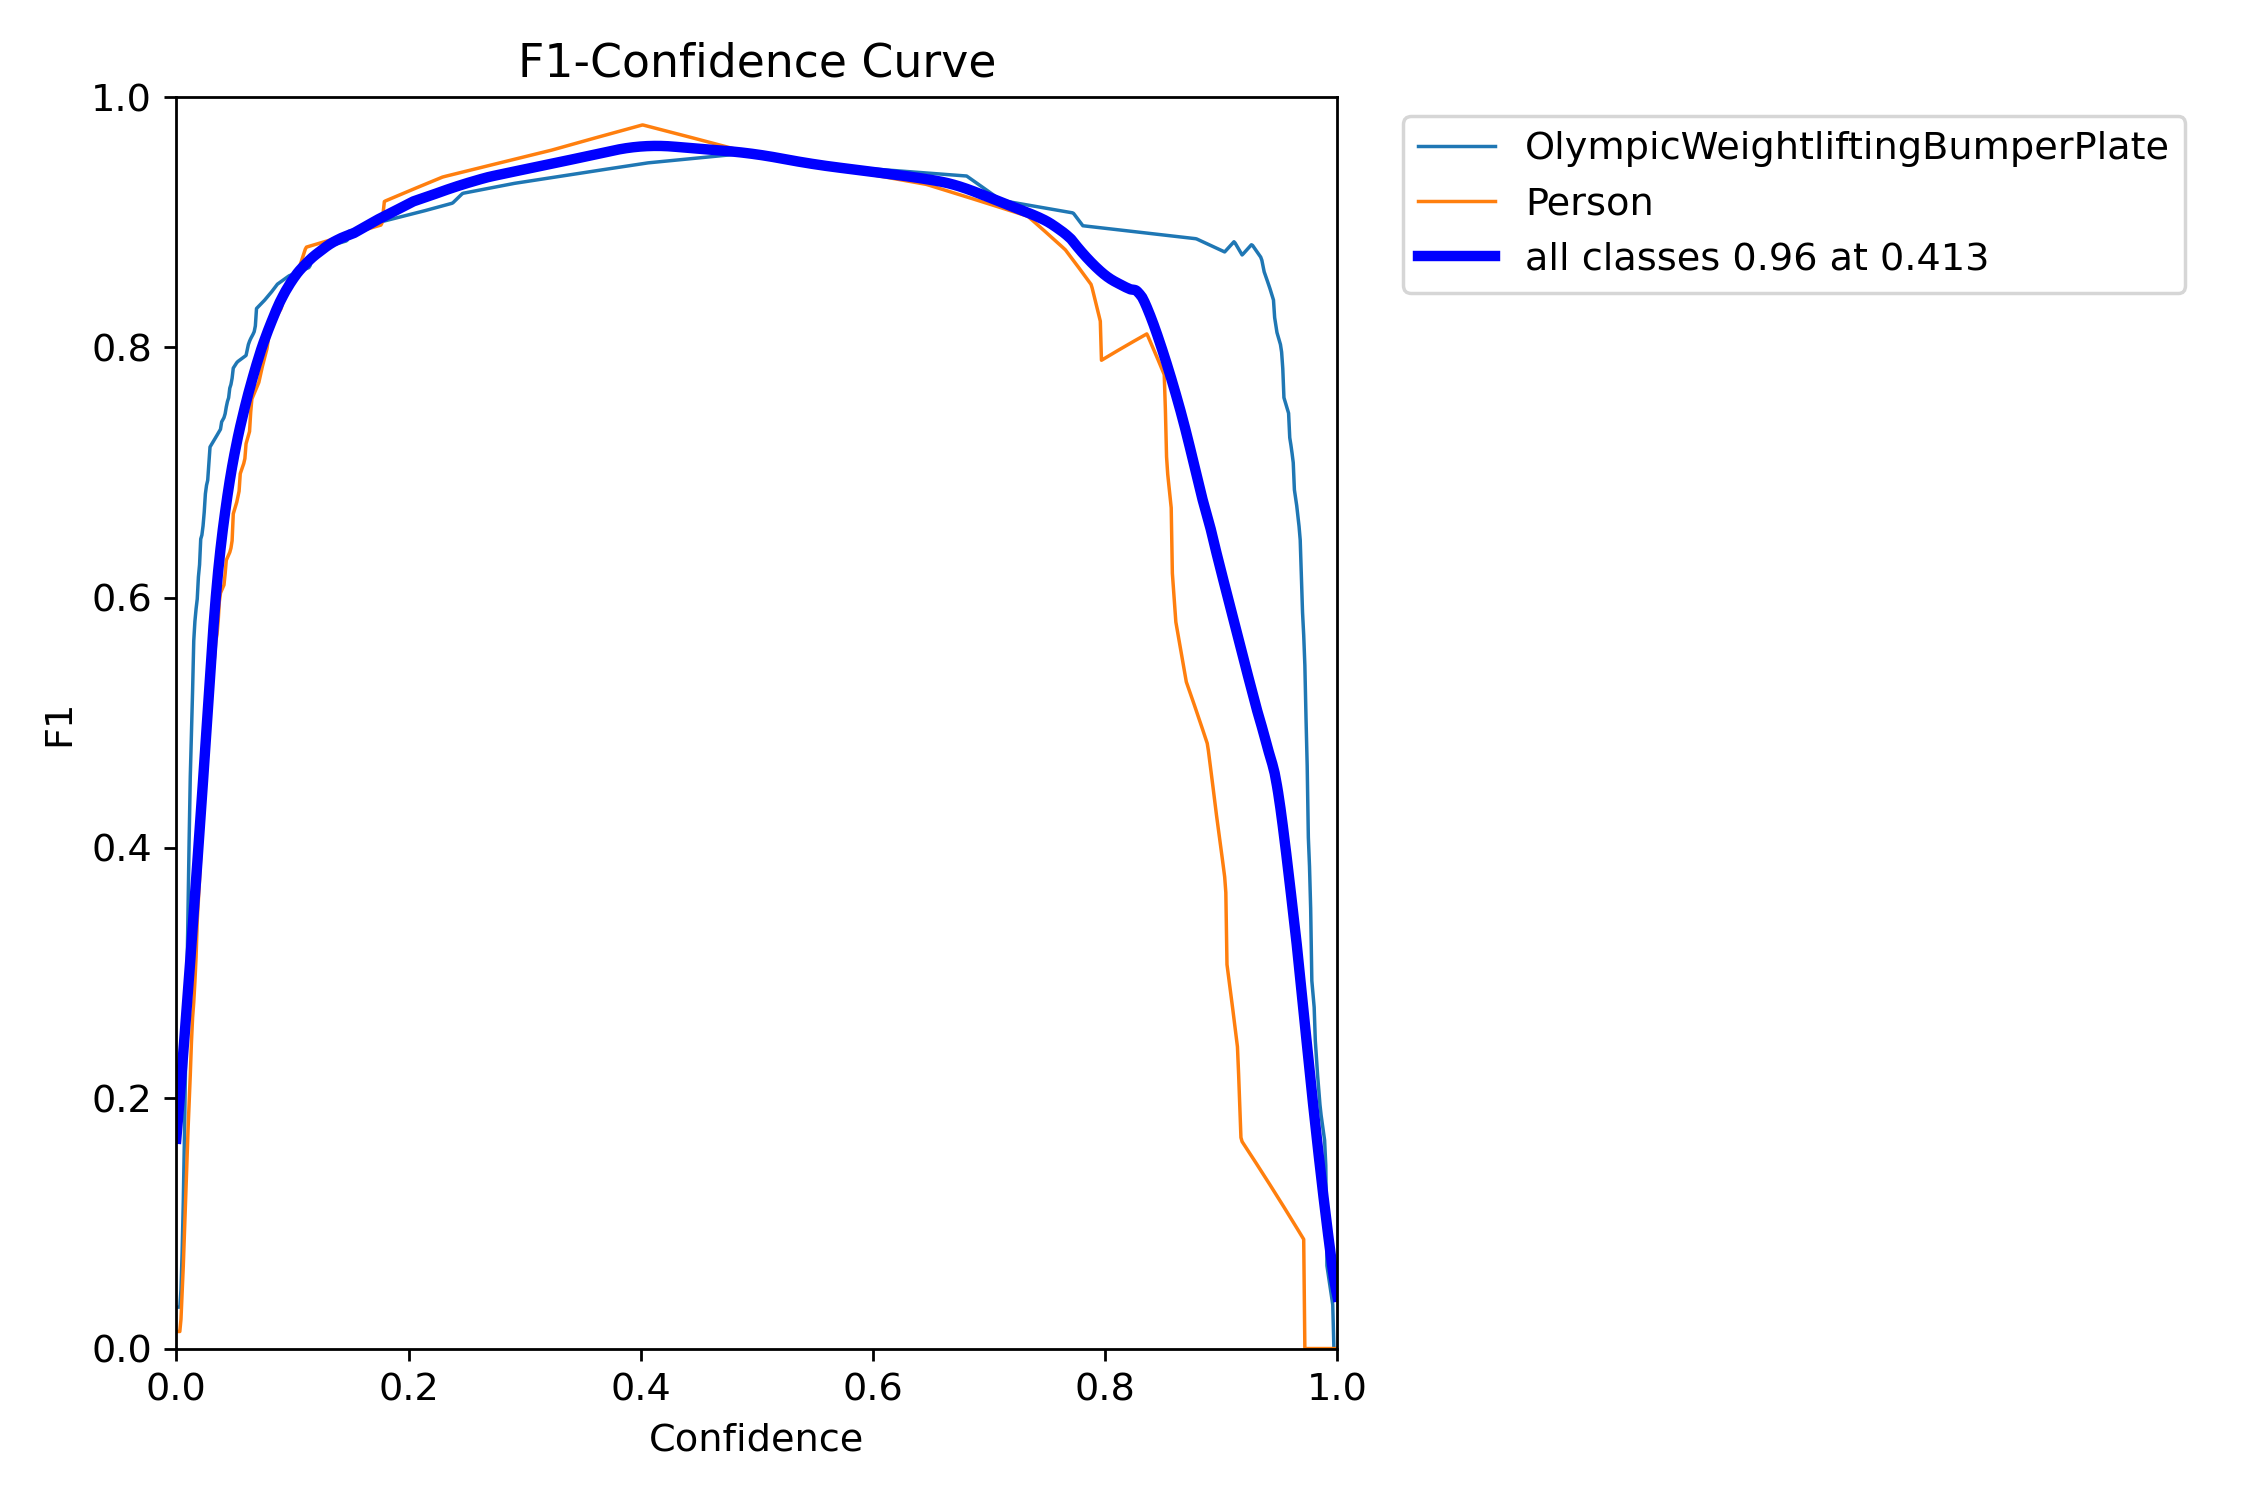 F1-Confidence Curve
1.0
0.8
0.6
0.4
0.2
0.0
F1
0.0 0.2 0.4 0.6 0.8 1.0
Confidence
OlympicWeightliftingBumperPlate
Person
all classes 0.96 at 0.413